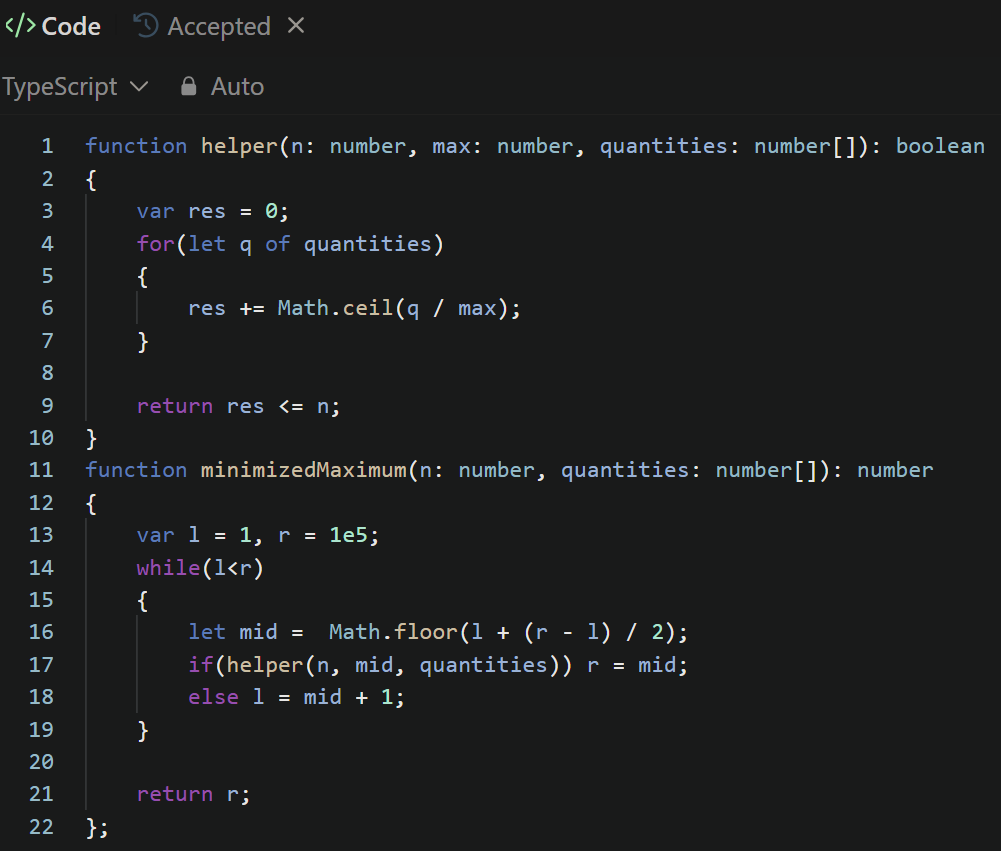 </> Code Accepted ×
TypeScript Auto
1 function helper(n: number, max: number, quantities: number[]): boolean
2 {
3     var res = 0;
4     for(let q of quantities)
5     {
6         res += Math.ceil(q / max);
7     }
8
9     return res <= n;
10 }
11 function minimizedMaximum(n: number, quantities: number[]): number
12 {
13     var l = 1, r = 1e5;
14     while(l<r)
15     {
16         let mid =  Math.floor(l + (r - l) / 2);
17         if(helper(n, mid, quantities)) r = mid;
18         else l = mid + 1;
19     }
20
21     return r;
22 };